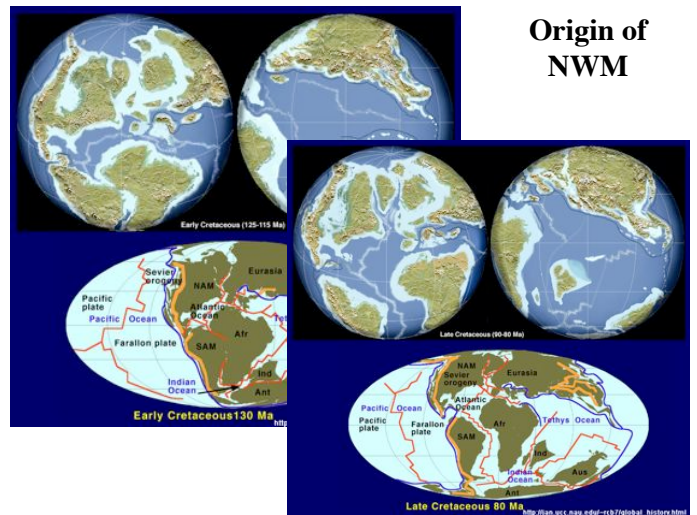 Origin of
NWM
Early Cretaceous (125-115 Ma)
Sevier
orogeny
NAM
Eurasia
Pacific
plate
Atlantic
Ocean
Pacific Ocean
Farallon plate
Afr
SAM
Ind
Indian
Ocean
Ant
Early Cretaceous130 Ma
Late Cretaceous (90-80 Ma)
NAM
Sevier
orogeny
Eurasia
Atlantic
Ocean
Pacific Ocean
Pacific
plate
Farallon
plate
Tethys Ocean
Afr
SAM
Ind
Indian
Ocean
Aus
Ant
Late Cretaceous 80 Ma
http://jan.ucc.nau.edu/~rcb7/global_history.html